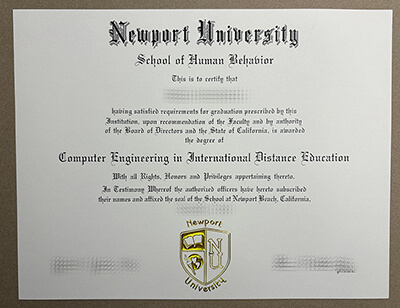 Newport University
School of Human Behavior
This is to certify that
having satisfied requirements for graduation prescribed by this
Institution, upon recommendation of the Faculty and by authority
of the Board of Directors and the State of California, is awarded
the degree of
Computer Engineering in International Distance Education
With all Rights, Honors and Privileges appertaining thereto.
In Testimony Whereof the authorized officers have hereto subscribed
their names and affixed the seal of the School at Newport Beach, California,
Newport
N
U
University